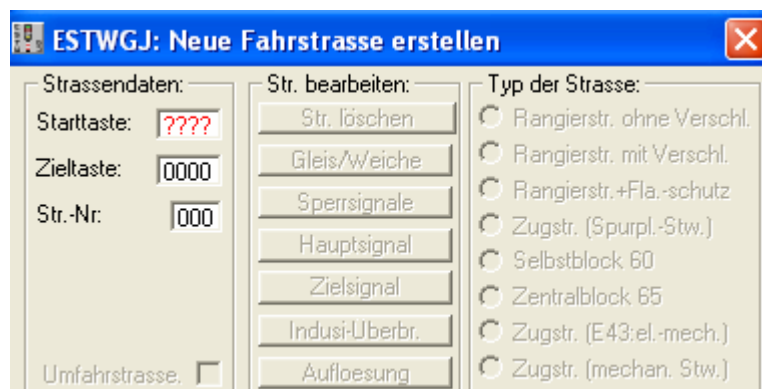 ESTWGJ: Neue Fahrstrasse erstellen
Strassendaten:
Starttaste: ????
Zieltaste: 0000
Str.-Nr: 000
Umfahrstrasse.
Str. bearbeiten:
Str. löschen
Gleis/Weiche
Sperrsignale
Hauptsignal
Zielsignal
Indusi-Uberbr.
Aufloesung
Typ der Strasse:
Rangierstr. ohne Verschl.
Rangierstr. mit Verschl.
Rangierstr.+Fla.-schutz
Zugstr. (Spurpl.-Stw.)
Selbstblock 60
Zentralblock 65
Zugstr. (E43:el.-mech.)
Zugstr. (mechan. Stw.)